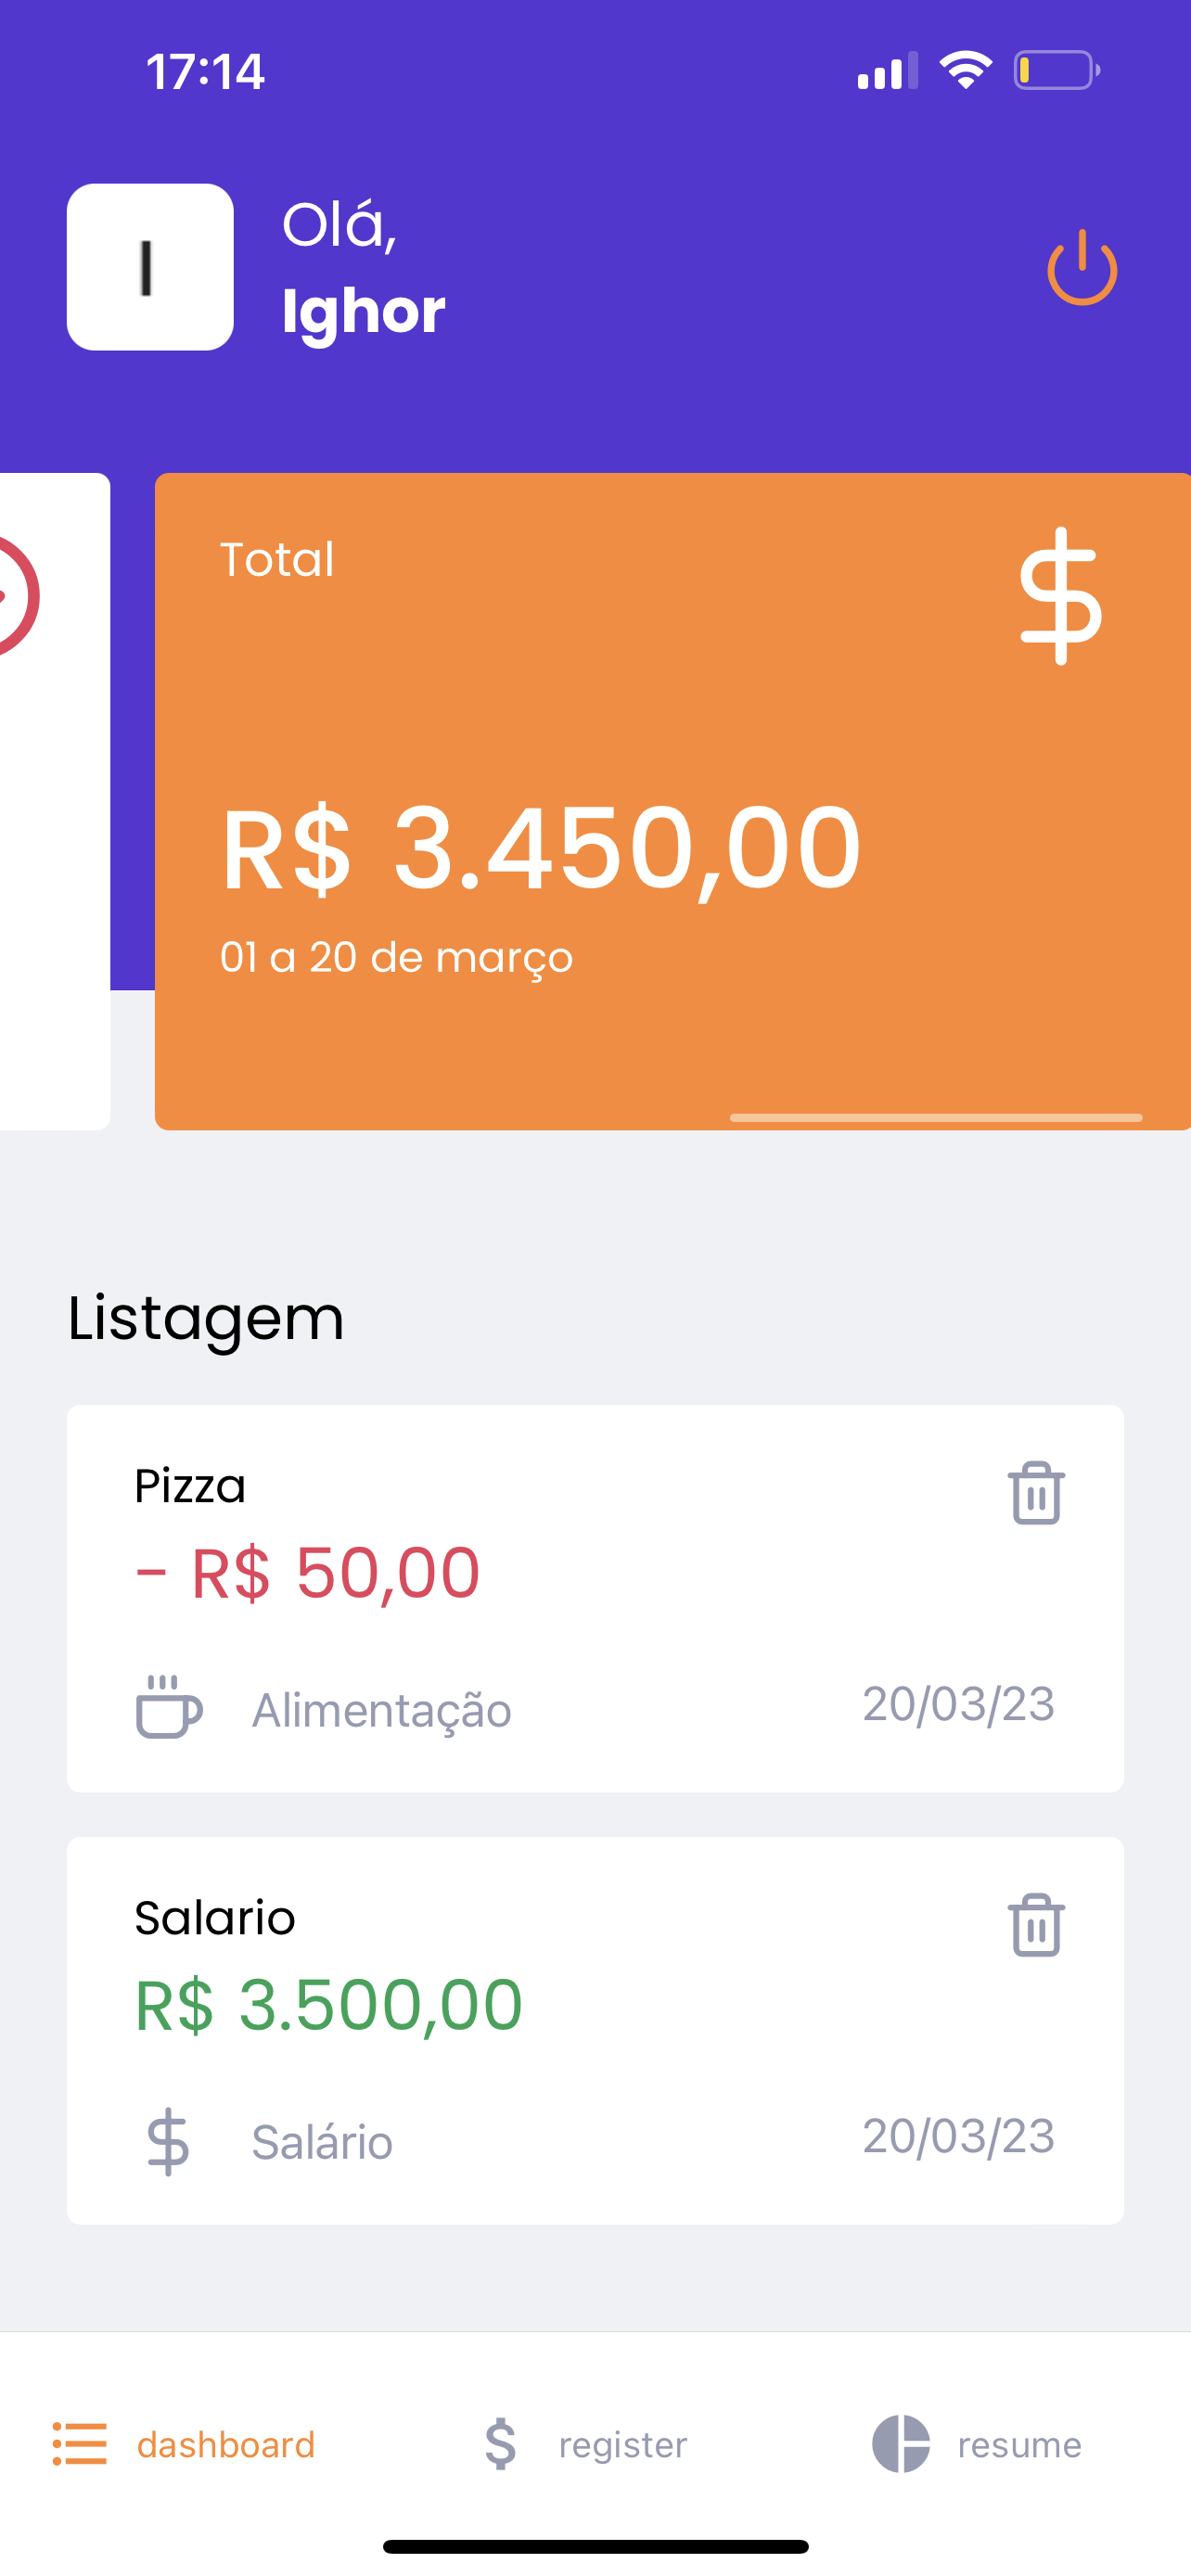 17:14
I
Olá,
Ighor
Total
R$ 3.450,00
01 a 20 de março
Listagem
Pizza
- R$ 50,00
Alimentação
20/03/23
Salario
R$ 3.500,00
Salário
20/03/23
dashboard
register
resume